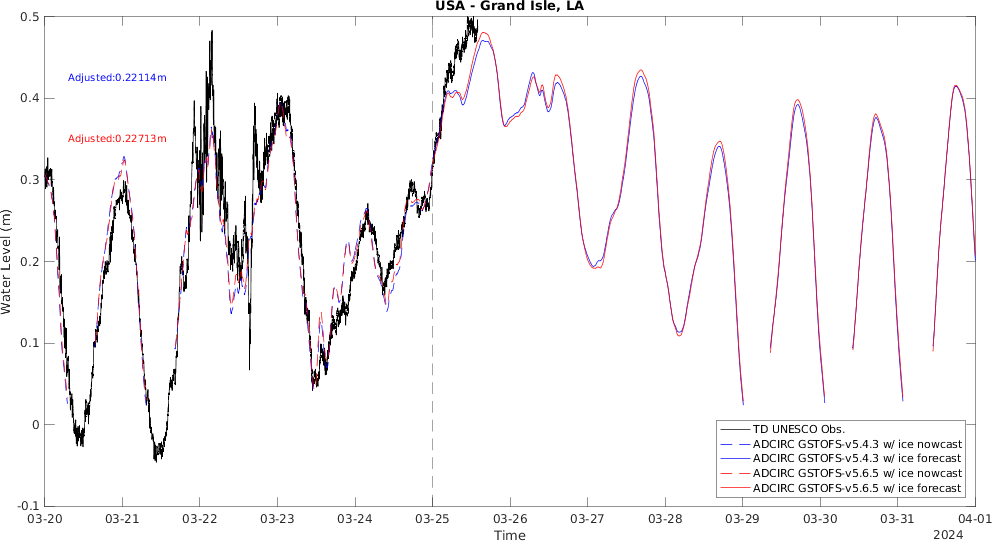 USA - Grand Isle, LA
0.5
Adjusted:0.22114m
0.4
Adjusted:0.22713m
0.3
Water Level (m)
0.2
0.1
0
-0.1
TD UNESCO Obs.
ADCIRC GSTOFS-v5.4.3 w/ ice nowcast
ADCIRC GSTOFS-v5.4.3 w/ ice forecast
ADCIRC GSTOFS-v5.6.5 w/ ice nowcast
ADCIRC GSTOFS-v5.6.5 w/ ice forecast
03-20 03-21 03-22 03-23 03-24 03-25 03-26 03-27 03-28 03-29 03-30 03-31 04-01
Time
2024